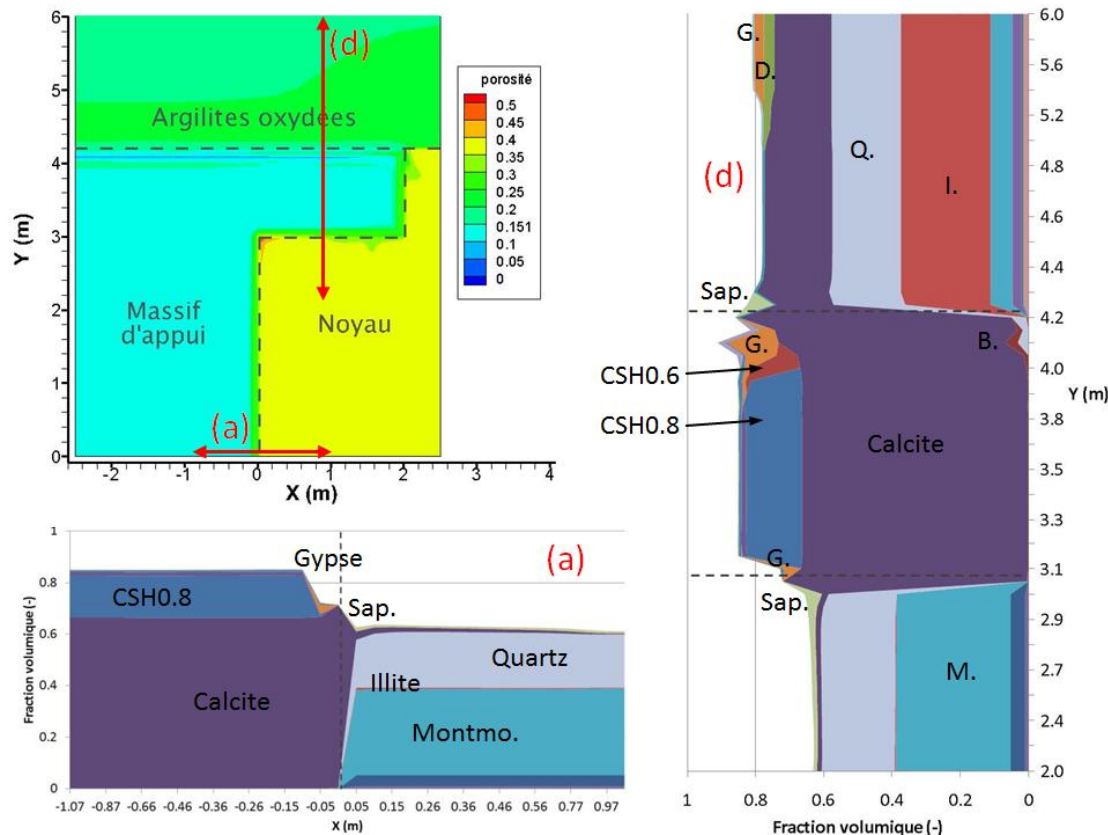 6
5
4
3
2
1
0
Y (m)
-2
-1
0
1
2
3
4
X (m)
(d)
Argilites oxydées
Massif
d'appui
Noyau
(a)
porosité
0.5
0.45
0.4
0.35
0.3
0.25
0.2
0.151
0.1
0.05
0
1
0.8
0.6
0.4
0.2
0
Fraction volumique (-)
(a)
Gypse
CSH0.8
Sap.
Quartz
Calcite
Illite
Montmo.
-1.07 -0.86 -0.66 -0.46 -0.36 -0.26 -0.15 -0.05 0.05 0.16 0.26 0.36 0.46 0.56 0.77 0.97
X (m)
G.
D.
(d)
Q.
I.
Sap.
B.
G.
CSH0.6
CSH0.8
Calcite
G.
Sap.
M.
6.0
5.6
5.2
4.8
4.6
4.4
4.2
4.0
3.8
3.5
3.3
3.1
2.9
2.7
2.4
2.0
Y (m)
1 0.8 0.6 0.4 0.2 0
Fraction volumique (-)